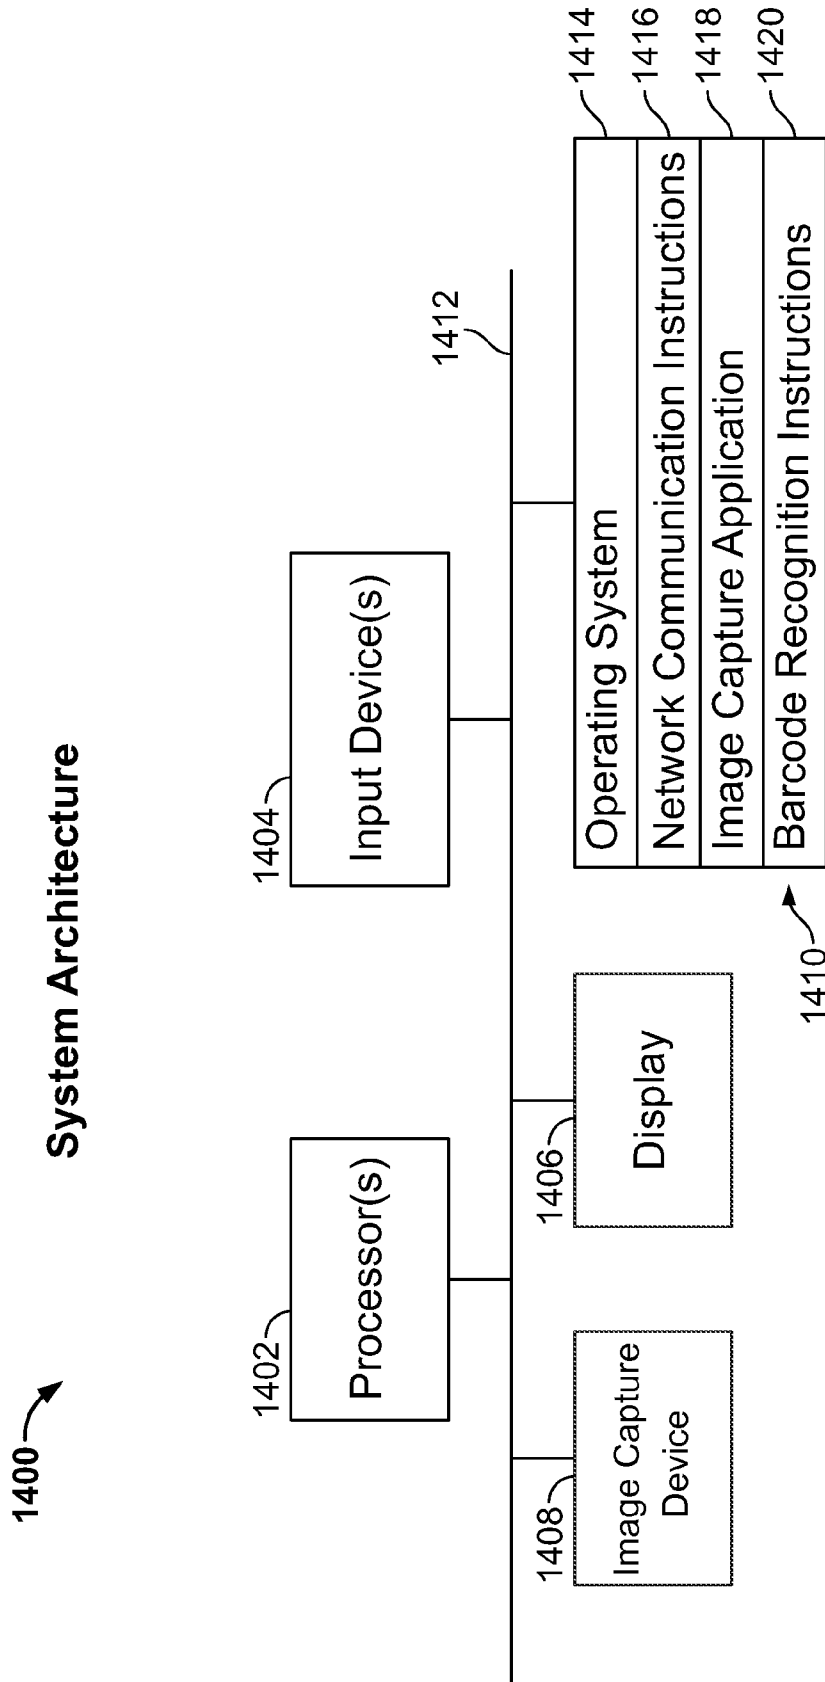 System Architecture
1400
1402
Processor(s)
1404
Input Device(s)
1412
1408
Image Capture
Device
1406
Display
1410
Operating System
1414
Network Communication Instructions
1416
Image Capture Application
1418
Barcode Recognition Instructions
1420